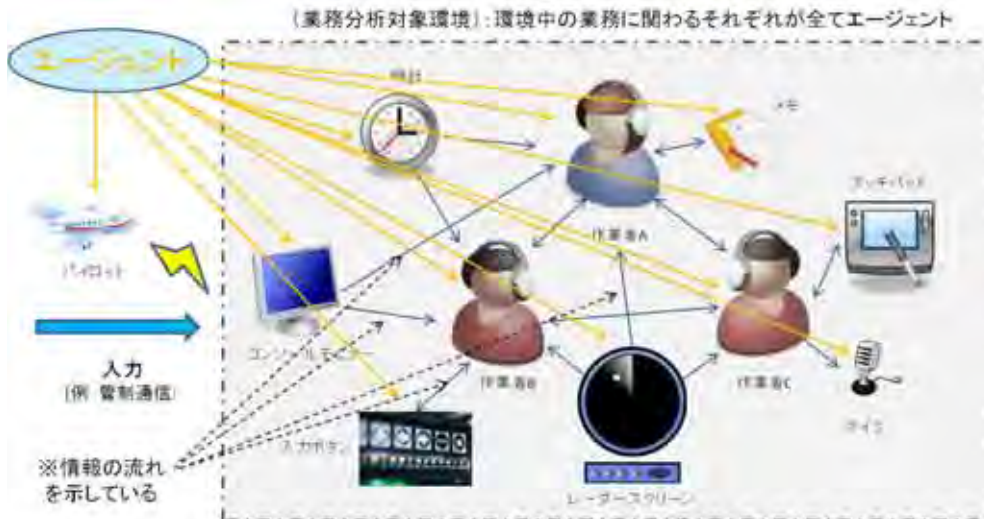 (業務分析対象環境):環境中の業務に関わるそれぞれが全てエージェント
エージェント
時計
メモ
タッチパッド
作業者A
パイロット
コンソールモニター
作業者B
作業者C
入力
(例 管制通信)
マイク
入力ボタン
※情報の流れ
を示している
レーダースクリーン